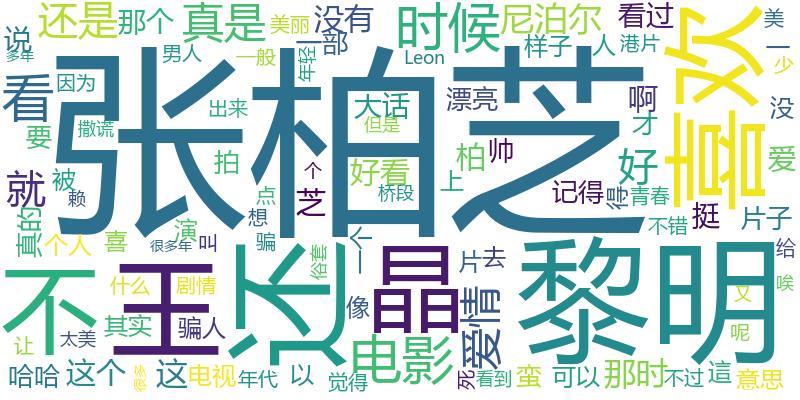 还是
那个
真是
美丽
没有
时候
尼泊尔
看过
美
说
男人
一般
年轻
一部
Leon
样子
人
港片
一
多年
少
看
因为
张柏芝
喜欢
出来
大话
漂亮
啊
没
要
撒谎
但是
才
就
被
赖
拍
个
好看
柏
帅
好
爱
芝
桥段
上
记得
得
青春
挺
片子
真的
点
想
演
不错
个人
喜
很多年
叫
骗
一个
俗套
片
去
给
不
王
还
晶
黎明
什么
剧情
像
爱情
又
唉
其实
骗人
让
太美
电影
呢
哈哈
这个
很多
这
电视
年代
以
觉得
死
看到
蛮
可以
那时
不过
這
意思